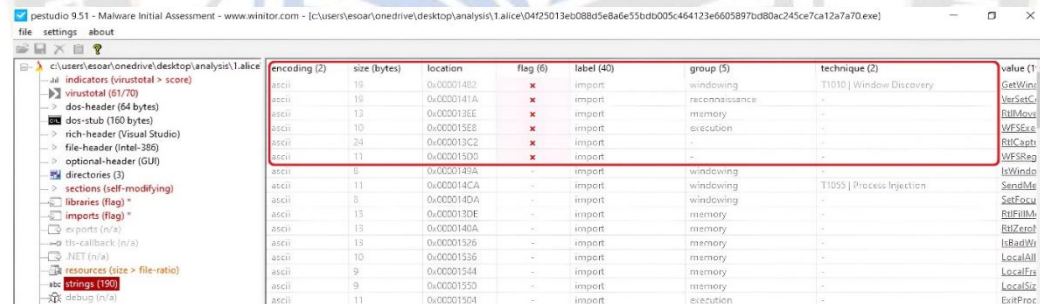 pestudio 9.51 - Malware Initial Assessment - www.winitor.com - [c:\users\esoar\onedrive\desktop\analysis\1.alice\04f25013eb088d5e8a6e55bdb005c464123e6605897bd80ac245ce7ca12a7a70.exe]
file settings about
c:\users\esoar\onedrive\desktop\analysis\1.alice
indicators (virustotal > score)
virustotal (61/70)
dos-header (64 bytes)
dos-stub (160 bytes)
rich-header (Visual Studio)
file-header (Intel-386)
optional-header (GUI)
directories (3)
sections (self-modifying)
libraries (flag) *
imports (flag) *
exports (n/a)
tls-callback (n/a)
.NET (n/a)
resources (size > file-ratio)
abc strings (190)
debug (n/a)
encoding (2) size (bytes) location flag (6) label (40) group (5) technique (2) value (1
ascii 19 0x00001482 x import windowing T1010 | Window Discovery GetWind
ascii 19 0x0000141A x import reconnaissance - VerSetC
ascii 13 0x000013EE x import memory - RtlMove
ascii 10 0x000015E8 x import execution - WFSExe
ascii 24 0x000013C2 x import - - RtlCapt
ascii 11 0x000015D0 x import - - WFSReg
ascii 8 0x0000149A - import windowing - IsWindo
ascii 11 0x000014CA - import windowing T1055 | Process Injection SendMe
ascii 8 0x000014DA - import windowing - SetFocu
ascii 13 0x000013DE - import memory - RtlFillM
ascii 13 0x0000140A - import memory - RtlZeroM
ascii 13 0x00001526 - import memory - IsBadWr
ascii 10 0x00001536 - import memory - LocalAll
ascii 9 0x00001544 - import memory - LocalFre
ascii 9 0x00001550 - import memory - LocalSiz
ascii 11 0x00001504 - import execution - ExitProc